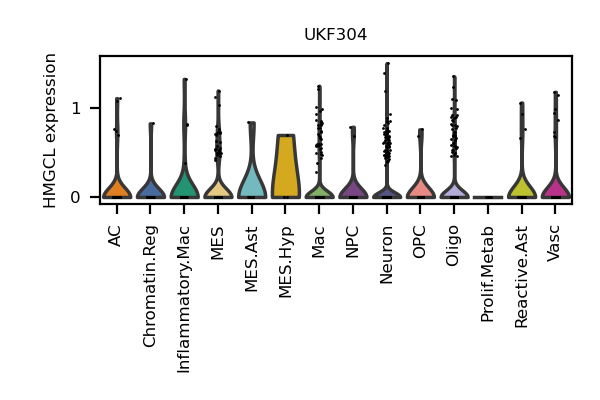 UKF304
HMGCL expression
1
0
AC
Chromatin.Reg
Inflammatory.Mac
MES
MES.Ast
MES.Hyp
Mac
NPC
Neuron
OPC
Oligo
Prolif.Metab
Reactive.Ast
Vasc